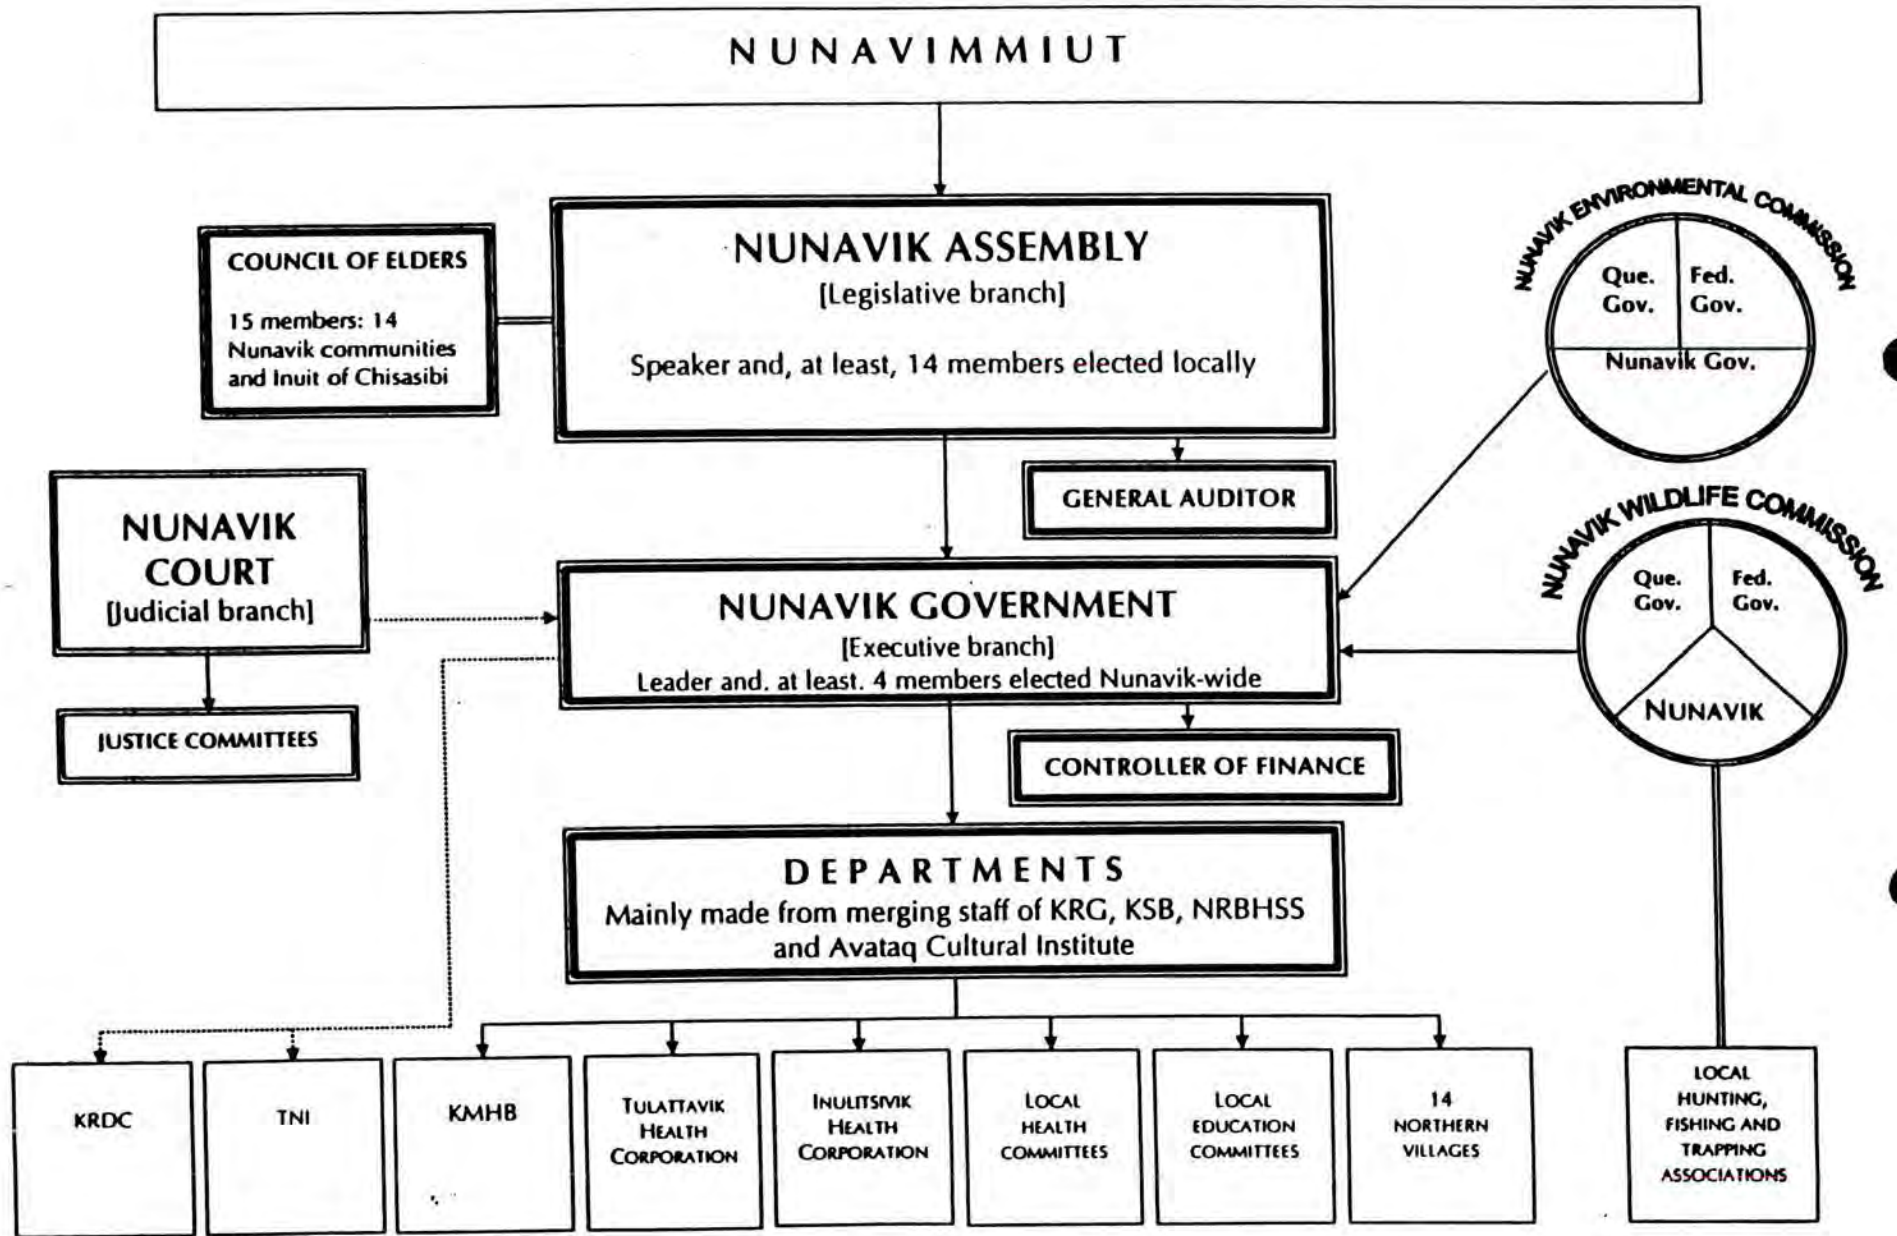 NUNAVIMMIUT
COUNCIL OF ELDERS
15 members: 14
Nunavik communities
and Inuit of Chisasibi
NUNAVIK ASSEMBLY
[Legislative branch]
Speaker and, at least, 14 members elected locally
NUNAVIK ENVIRONMENTAL COMMISSION
Que.
Gov.
Fed.
Gov.
Nunavik Gov.
GENERAL AUDITOR
NUNAVIK
COURT
[Judicial branch]
JUSTICE COMMITTEES
NUNAVIK GOVERNMENT
[Executive branch]
Leader and. at least. 4 members elected Nunavik-wide
NUNAVIK WILDLIFE COMMISSION
Que.
Gov.
Fed.
Gov.
NUNAVIK
CONTROLLER OF FINANCE
DEPARTMENTS
Mainly made from merging staff of KRG, KSB, NRBHSS
and Avataq Cultural Institute
KRDC
TNI
KMHB
TULATTAVIK
HEALTH
CORPORATION
INULITSIVIK
HEALTH
CORPORATION
LOCAL
HEALTH
COMMITTEES
LOCAL
EDUCATION
COMMITTEES
14
NORTHERN
VILLAGES
LOCAL
HUNTING,
FISHING AND
TRAPPING
ASSOCIATIONS